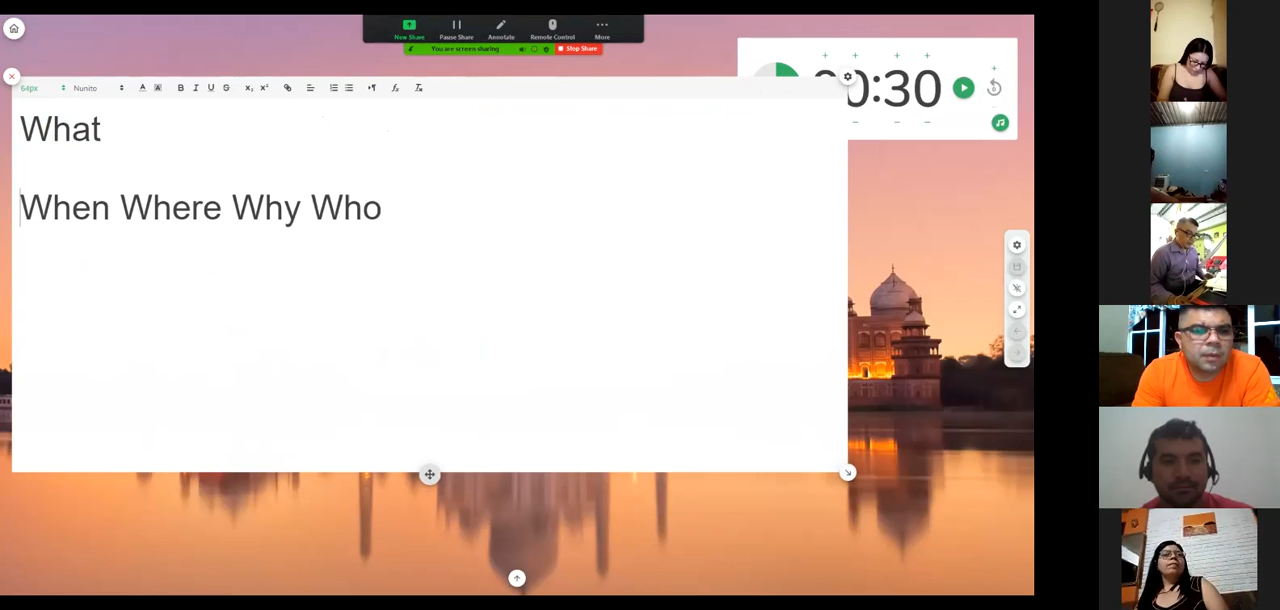 New Share Pause Share Annotate Remote Control More
You are screen sharing Stop Share
64px Nunito
What
When Where Why Who
0:30